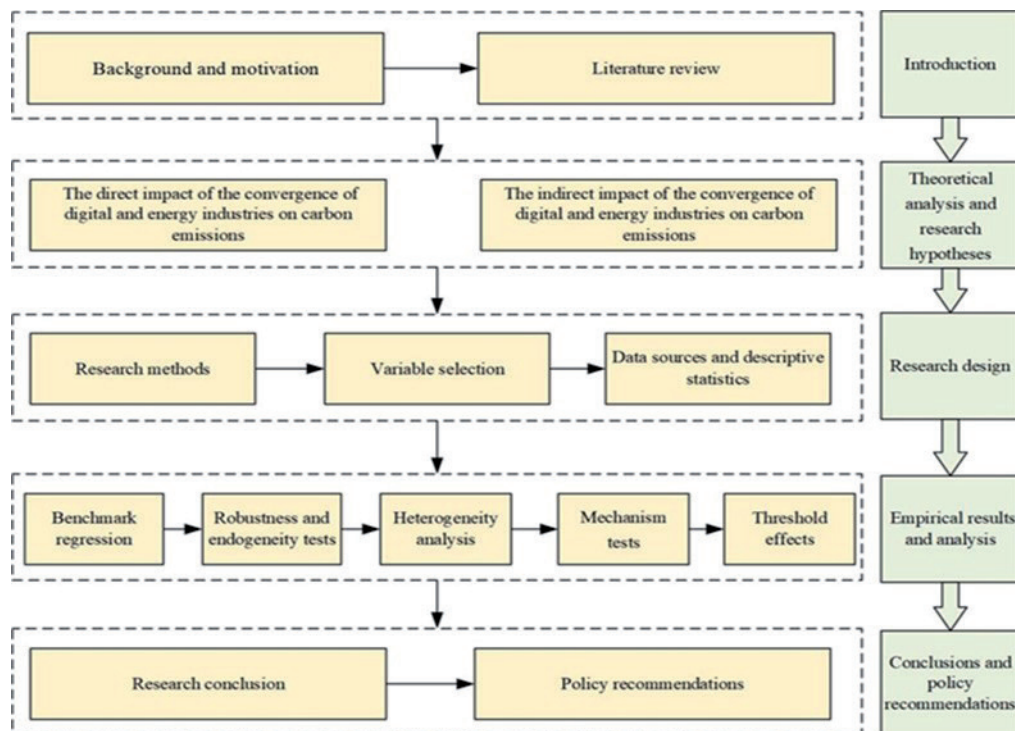 Background and motivation
Literature review
Introduction
The direct impact of the convergence of
digital and energy industries on carbon
emissions
The indirect impact of the convergence of
digital and energy industries on carbon
emissions
Theoretical
analysis and
research
hypotheses
Research methods
Variable selection
Data sources and descriptive
statistics
Research design
Benchmark
regression
Robustness and
endogeneity tests
Heterogeneity
analysis
Mechanism
tests
Threshold
effects
Empirical results
and analysis
Research conclusion
Policy recommendations
Conclusions and
policy
recommendations